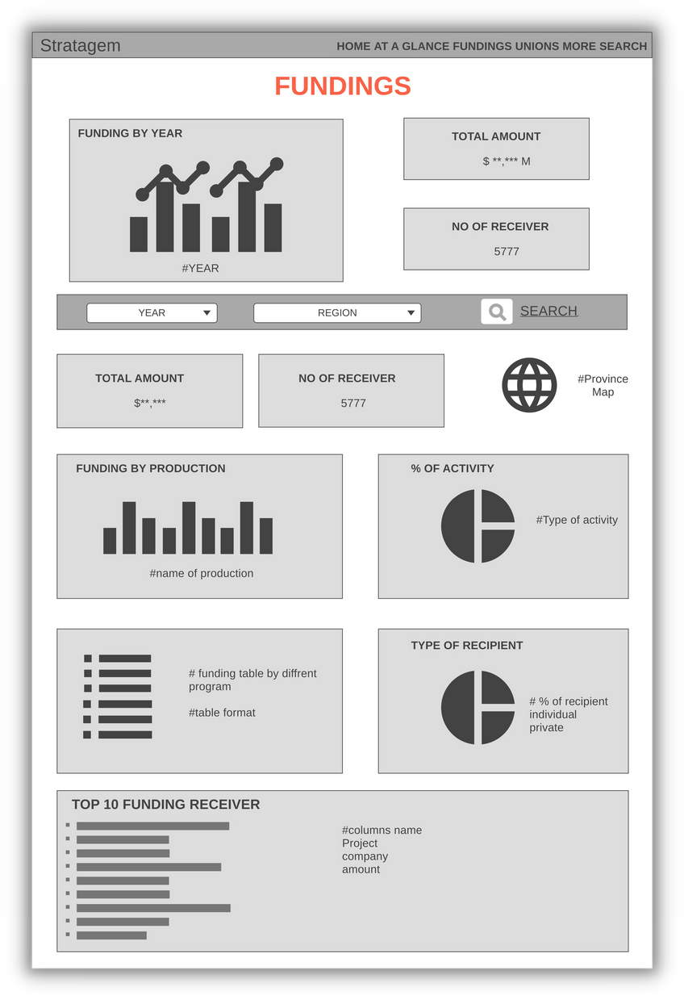 Stratagem
HOME AT A GLANCE FUNDINGS UNIONS MORE SEARCH
FUNDINGS
FUNDING BY YEAR
#YEAR
TOTAL AMOUNT
$ **,*** M
NO OF RECEIVER
5777
YEAR
REGION
SEARCH
TOTAL AMOUNT
$**,***
NO OF RECEIVER
5777
#Province
Map
FUNDING BY PRODUCTION
#name of production
% OF ACTIVITY
#Type of activity
# funding table by diffrent
program
#table format
TYPE OF RECIPIENT
# % of recipient
individual
private
TOP 10 FUNDING RECEIVER
#columns name
Project
company
amount